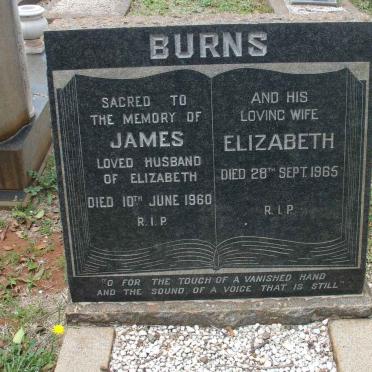 BURNS
SACRED TO
THE MEMORY OF
JAMES
LOVED HUSBAND
OF ELIZABETH
DIED 10TH JUNE 1960
R.I.P.
AND HIS
LOVING WIFE
ELIZABETH
DIED 28TH SEPT. 1965
R.I.P.
"O FOR THE TOUCH OF A VANISHED HAND
AND THE SOUND, OF A VOICE THAT IS STILL"